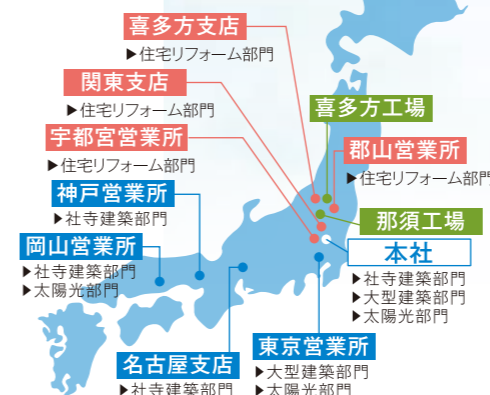 喜多方支店
▶住宅リフォーム部門
関東支店
▶住宅リフォーム部門
喜多方工場
宇都宮営業所
▶住宅リフォーム部門
郡山営業所
▶住宅リフォーム部門
神戸営業所
▶社寺建築部門
那須工場
岡山営業所
▶社寺建築部門
▶太陽光部門
本社
▶社寺建築部門
▶大型建築部門
▶太陽光部門
名古屋支店
▶社寺建築部門
東京営業所
▶大型建築部門
▶太陽光部門